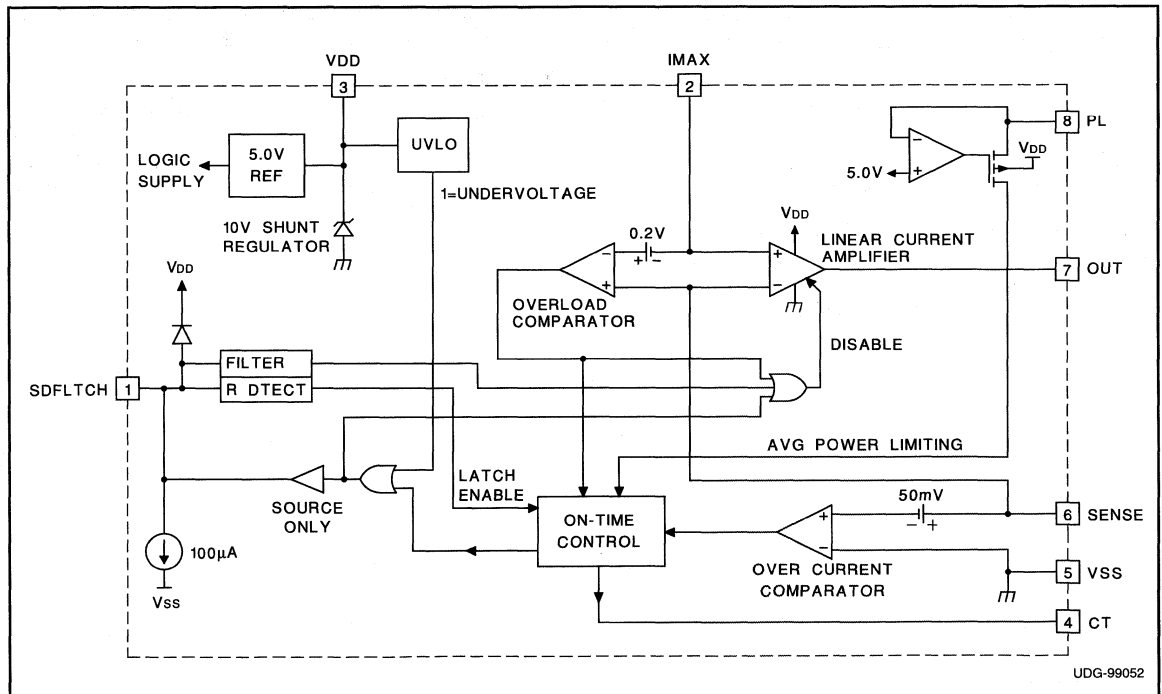 VDD
3
IMAX
2
8
PL
UVLO
VDD
LOGIC
SUPPLY
5.0V
REF
5.0V
-
+
1=UNDERVOLTAGE
10V SHUNT
REGULATOR
0.2V
+ -
VDD
LINEAR CURRENT
AMPLIFIER
VDD
-
+
+
-
7
OUT
OVERLOAD
COMPARATOR
DISABLE
FILTER
SDFLTCH
1
R DTECT
AVG POWER LIMITING
LATCH
ENABLE
SOURCE
ONLY
50mV
- +
6
SENSE
ON-TIME
CONTROL
+
-
100µA
VSS
OVER CURRENT
COMPARATOR
5
VSS
4
CT
UDG-99052